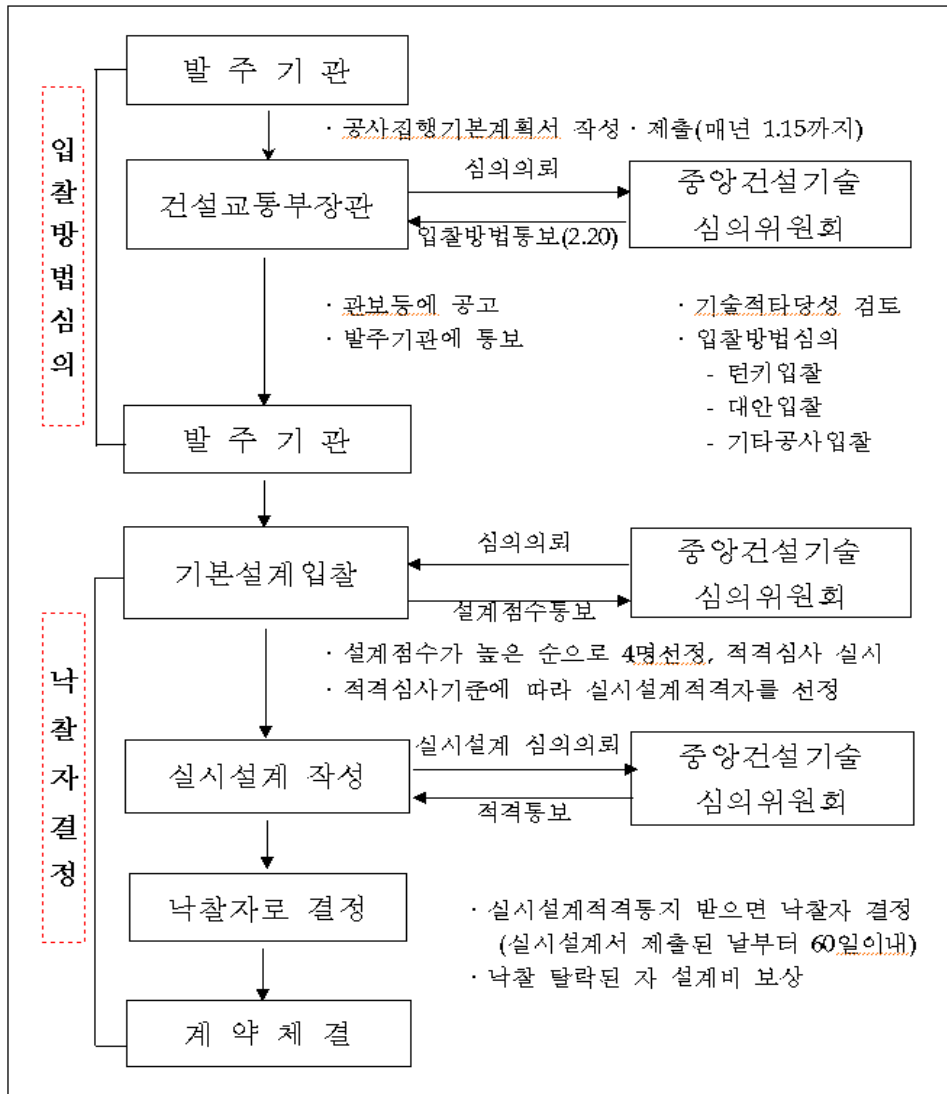 발 주 기 관
· 공사집행기본계획서 작성 · 제출(매년 1.15까지)
입찰방법심의
건설교통부장관
심의의뢰
입찰방법통보(2.20)
중앙건설기술
심의위원회
· 관보등에 공고
· 발주기관에 통보
· 기술적타당성 검토
· 입찰방법심의
- 턴키입찰
- 대안입찰
- 기타공사입찰
발 주 기 관
기본설계입찰
심의의뢰
설계점수통보
중앙건설기술
심의위원회
· 설계점수가 높은 순으로 4명선정, 적격심사 실시
· 적격심사기준에 따라 실시설계적격자를 선정
낙찰자결정
실시설계 작성
실시설계 심의의뢰
적격통보
중앙건설기술
심의위원회
낙찰자로 결정
· 실시설계적격통지 받으면 낙찰자 결정
(실시설계서 제출된 날부터 60일이내)
· 낙찰 탈락된 자 설계비 보상
계 약 체 결